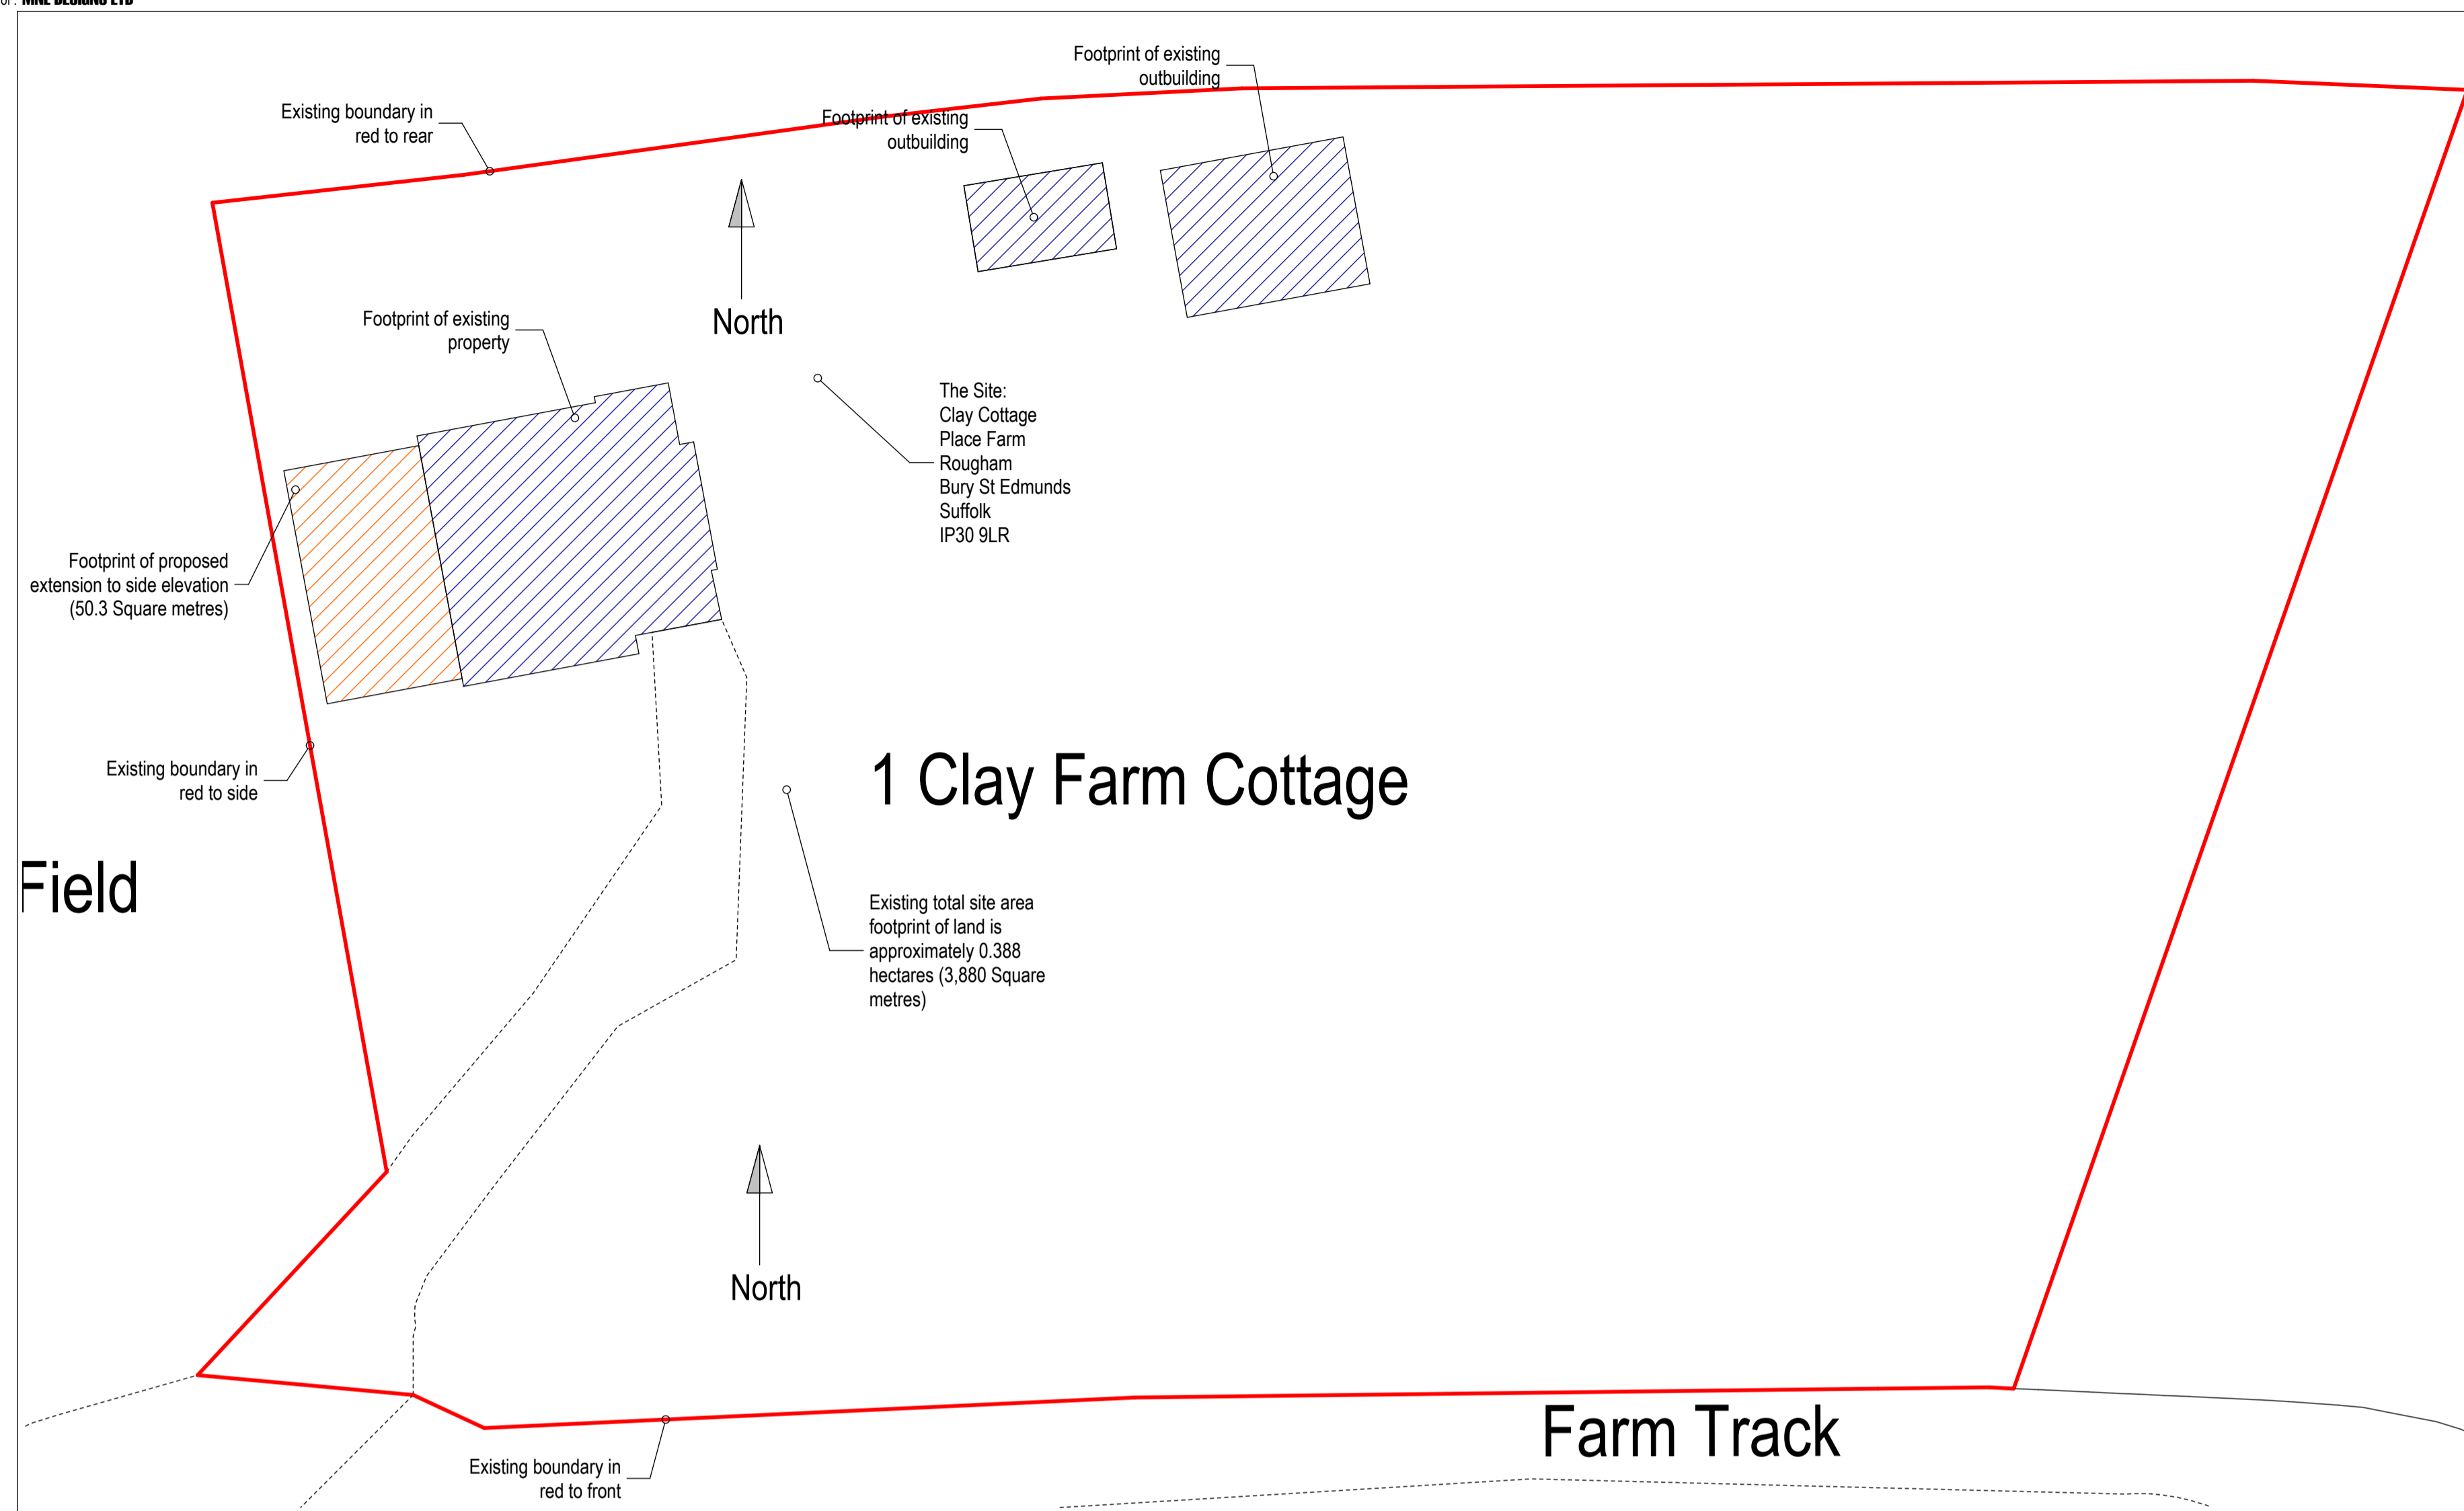 MNE DESIGNS LTD
Footprint of existing
outbuilding
Existing boundary in
red to rear
Footprint of existing
outbuilding
North
Footprint of existing
property
The Site:
Clay Cottage
Place Farm
Rougham
Bury St Edmunds
Suffolk
IP30 9LR
Footprint of proposed
extension to side elevation
(50.3 Square metres)
1 Clay Farm Cottage
Existing boundary in
red to side
Field
Existing total site area
footprint of land is
approximately 0.388
hectares (3,880 Square
metres)
North
Farm Track
Existing boundary in
red to front